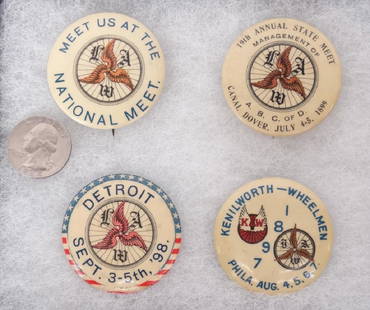 MEET US AT THE
L A
W
NATIONAL MEET.
19th ANNUAL STATE MEET
MANAGEMENT OF
L A
W
A. B. C. OF D.
CANAL DOVER, JULY 4-5, 1899
DETROIT
L A
W
SEPT. 3-5th, '98.
KENILWORTH—WHEELMEN
K W
1
8
9
7
L A
W
PHILA. AUG. 4, 5, 6, 7